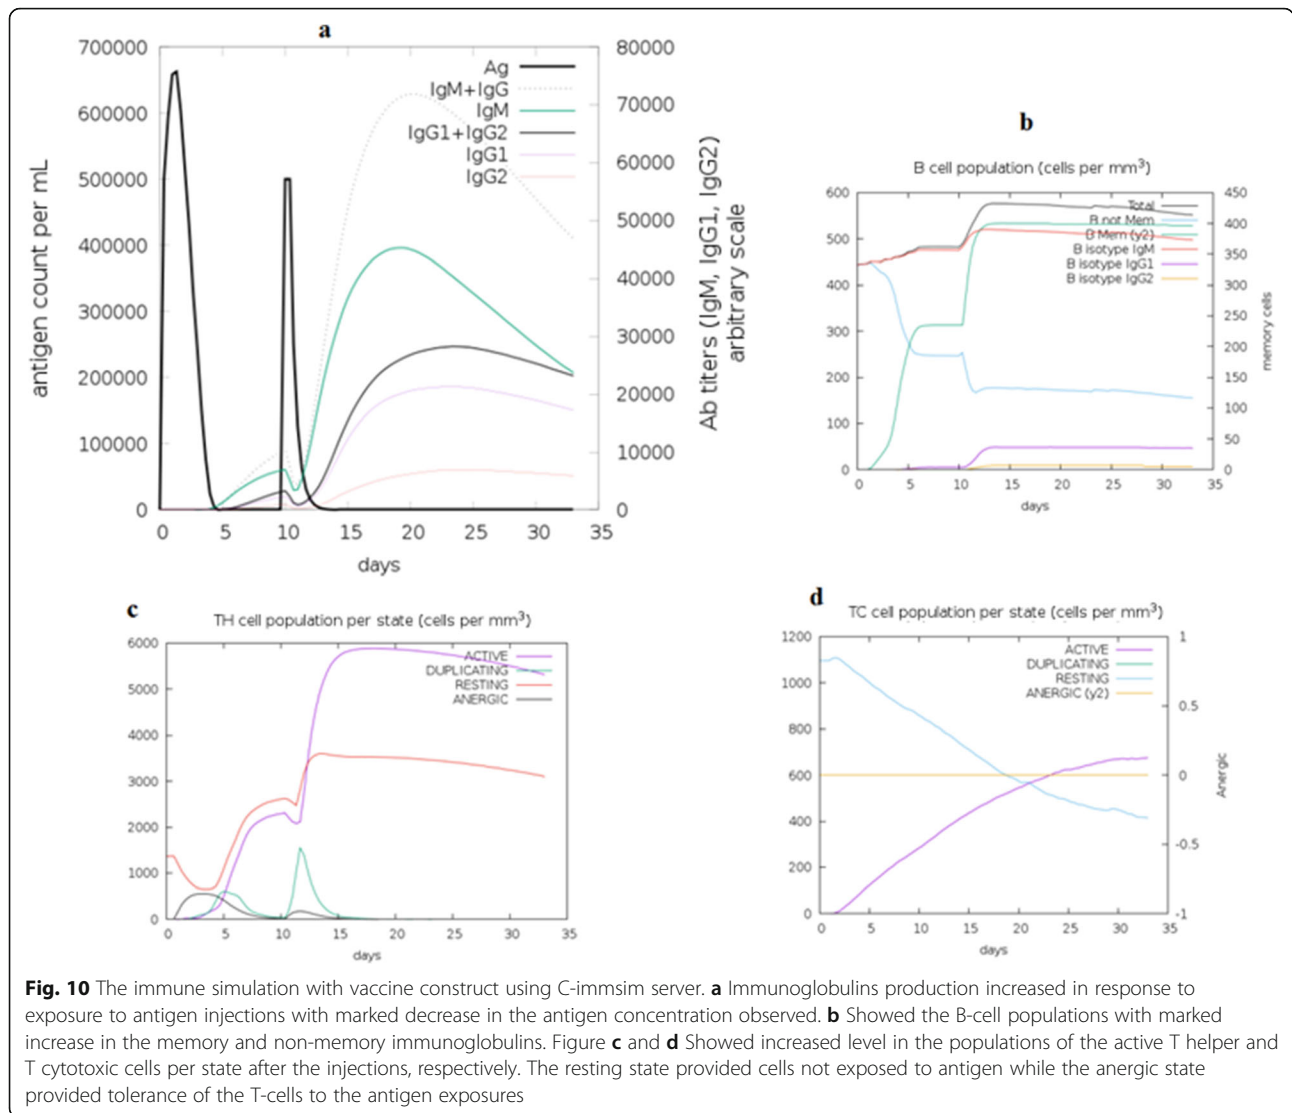 a
700000
600000
500000
400000
300000
200000
100000
0
antigen count per mL
80000
70000
60000
50000
40000
30000
20000
10000
0
Ab titers (IgM, IgG1, IgG2)
arbitrary scale
Ag
IgM+IgG
IgM
IgG1+IgG2
IgG1
IgG2
0 5 10 15 20 25 30 35
days
b
B cell population (cells per mm³)
600
500
400
300
200
100
0
450
400
350
300
250
200
150
100
50
0
memory cells
Total
B not Mem
B Mem (y2)
B isotype IgM
B isotype IgG1
B isotype IgG2
0 5 10 15 20 25 30 35
days
c
TH cell population per state (cells per mm³)
6000
5000
4000
3000
2000
1000
0
ACTIVE
DUPLICATING
RESTING
ANERGIC
0 5 10 15 20 25 30 35
days
d
TC cell population per state (cells per mm³)
1200
1000
800
600
400
200
0
1
0.5
0
-0.5
-1
Anergic
ACTIVE
DUPLICATING
RESTING
ANERGIC (y2)
0 5 10 15 20 25 30 35
days
Fig. 10 The immune simulation with vaccine construct using C-immsim server. a Immunoglobulins production increased in response to
exposure to antigen injections with marked decrease in the antigen concentration observed. b Showed the B-cell populations with marked
increase in the memory and non-memory immunoglobulins. Figure c and d Showed increased level in the populations of the active T helper and
T cytotoxic cells per state after the injections, respectively. The resting state provided cells not exposed to antigen while the anergic state
provided tolerance of the T-cells to the antigen exposures